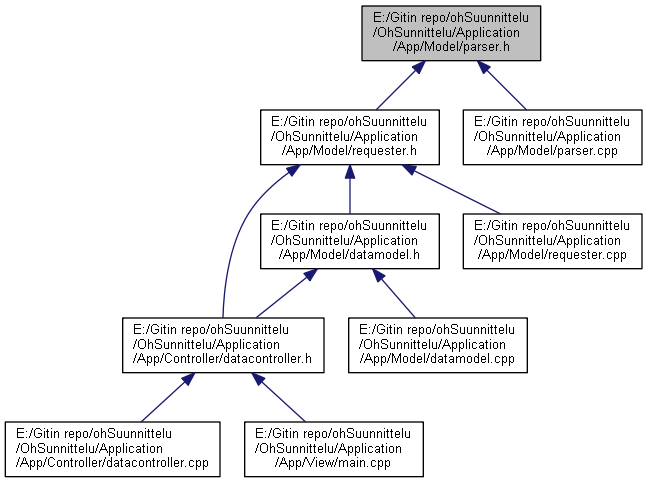 E:/Gitin repo/ohSuunnittelu
/OhSunnittelu/Application
/App/Model/parser.h
E:/Gitin repo/ohSuunnittelu
/OhSunnittelu/Application
/App/Model/requester.h
E:/Gitin repo/ohSuunnittelu
/OhSunnittelu/Application
/App/Model/parser.cpp
E:/Gitin repo/ohSuunnittelu
/OhSunnittelu/Application
/App/Model/datamodel.h
E:/Gitin repo/ohSuunnittelu
/OhSunnittelu/Application
/App/Model/requester.cpp
E:/Gitin repo/ohSuunnittelu
/OhSunnittelu/Application
/App/Controller/datacontroller.h
E:/Gitin repo/ohSuunnittelu
/OhSunnittelu/Application
/App/Model/datamodel.cpp
E:/Gitin repo/ohSuunnittelu
/OhSunnittelu/Application
/App/Controller/datacontroller.cpp
E:/Gitin repo/ohSuunnittelu
/OhSunnittelu/Application
/App/View/main.cpp